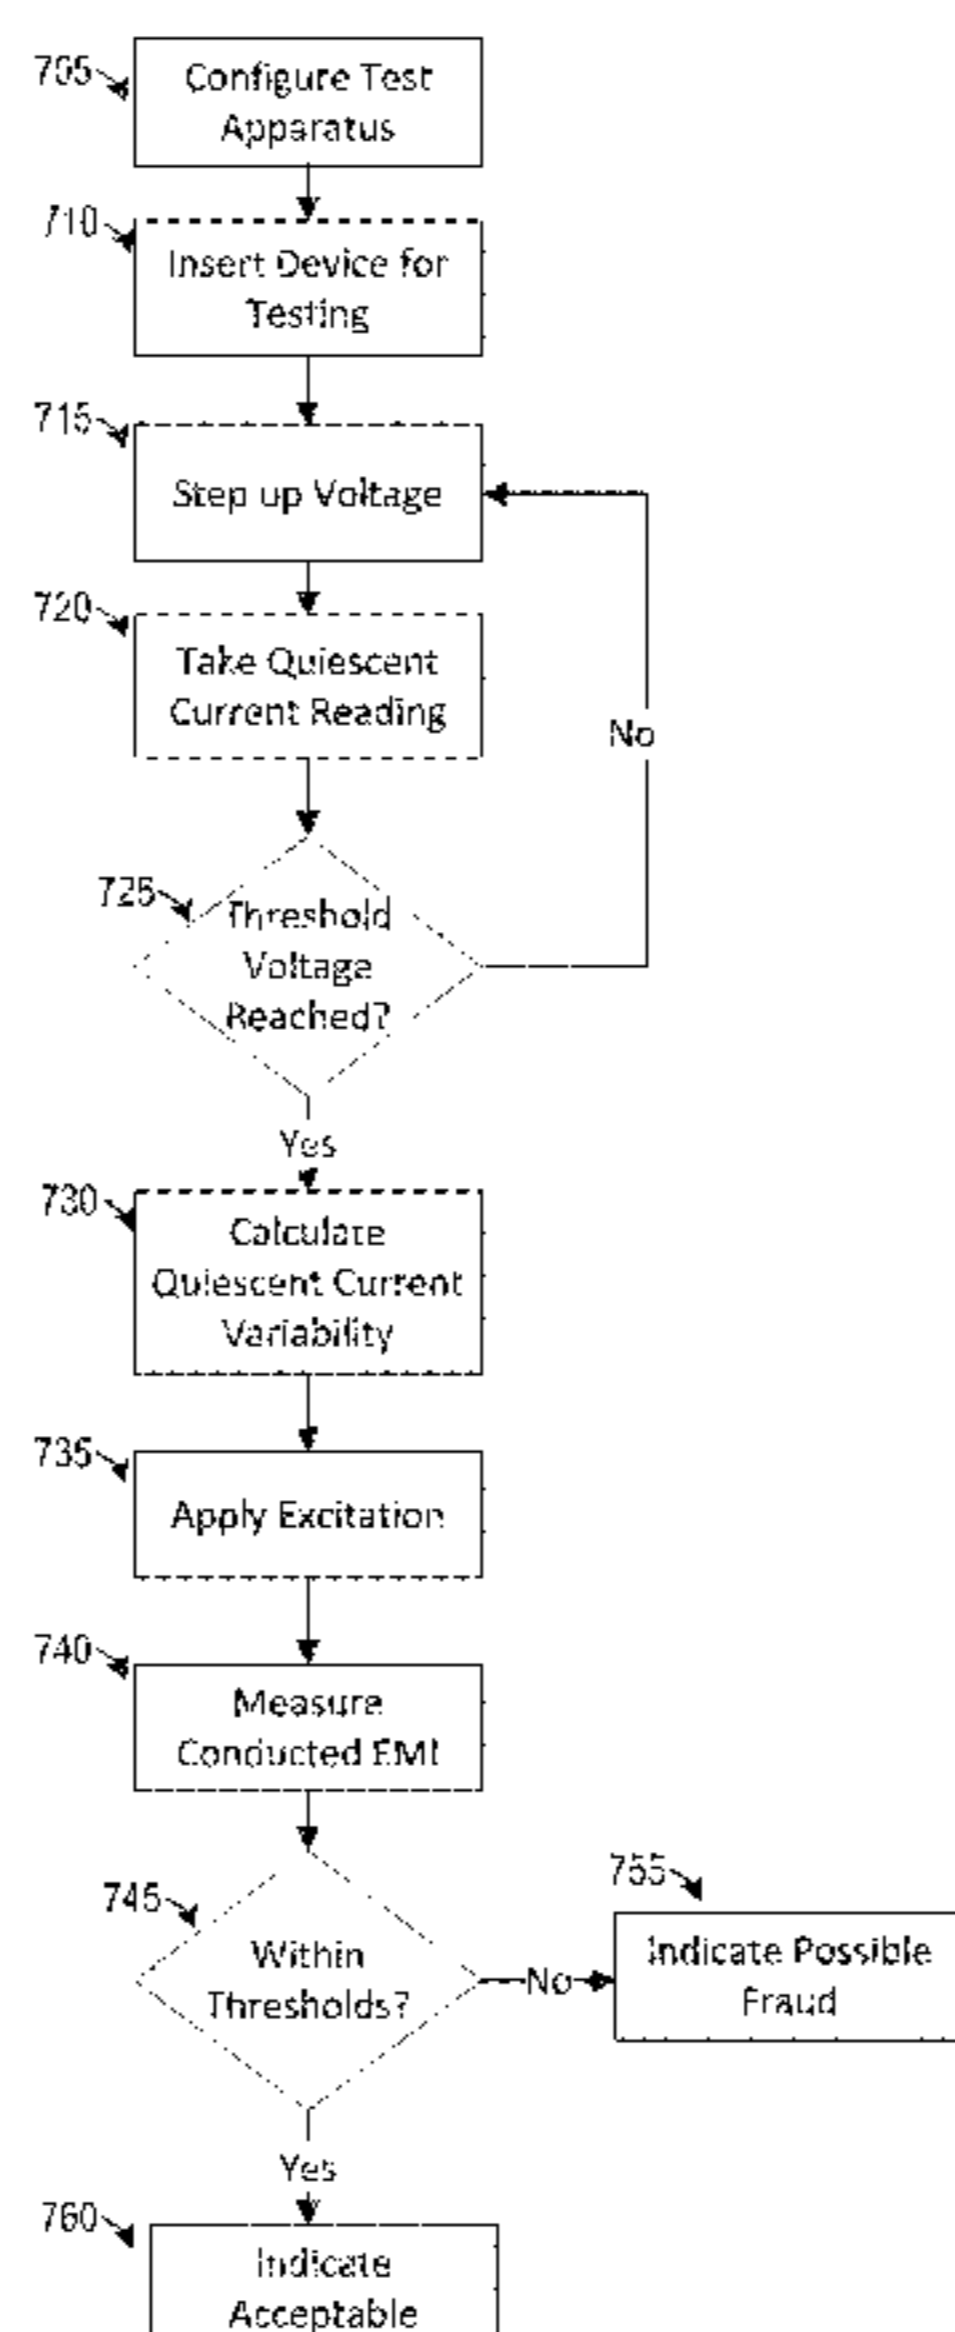 705
Configure Test
Apparatus
710
Insert Device for
Testing
715
Step up Voltage
720
Take Quiescent
Current Reading
No
725
Threshold
Voltage
Reached?
Yes
730
Calculate
Quiescent Current
Variability
735
Apply Excitation
740
Measure
Conducted EMI
745
Within
Thresholds?
No
755
Indicate Possible
Fraud
Yes
760
Indicate
Acceptable